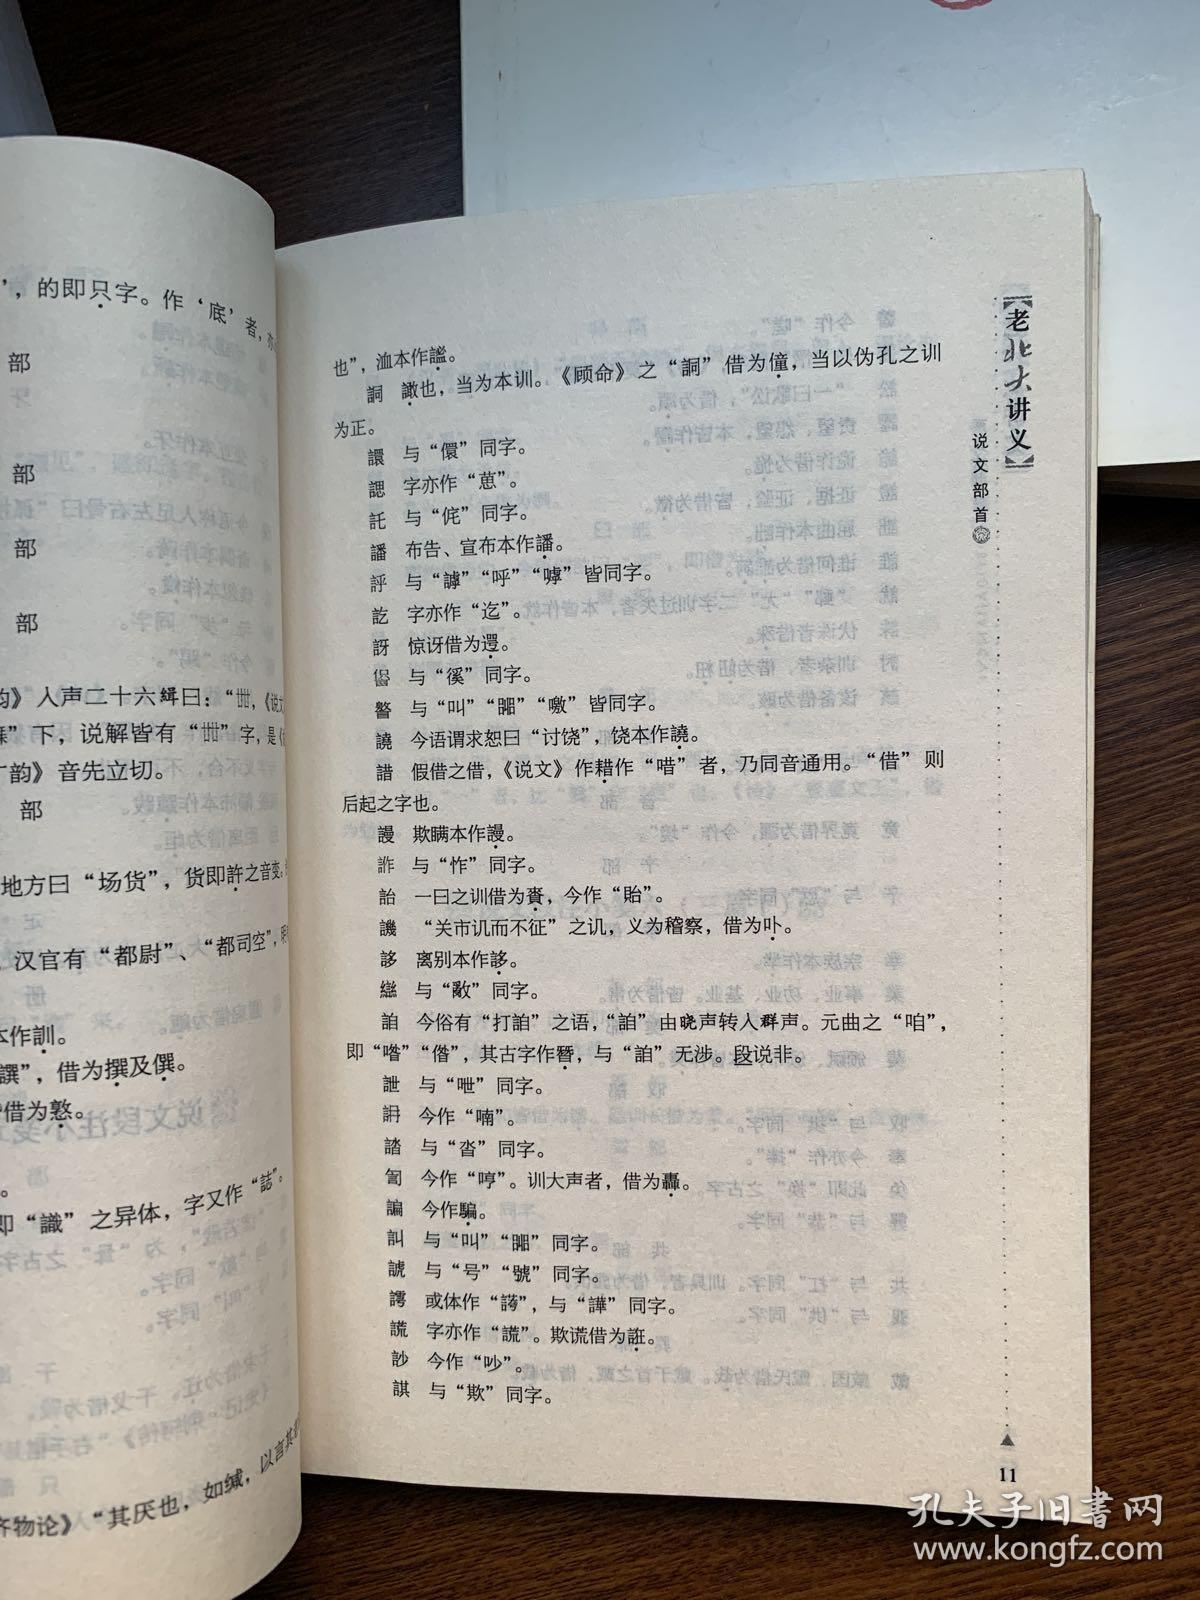 ’，的即只字。作‘底’者，亦
部
部
部
部
韵》入声二十六緝曰：“卌，《说文
”下，说解皆有“卌”字，是《
韵》音先立切。
部
地方曰“场货”，货即許之音变。
汉官有“都尉”、“都司空”，
本作訓。
譔”，借为撰及僎。
借为憝。
。
即“識”之异体，字又作“誌”。
齐物论》“其厌也，如缄，以言其
【老北大讲义】
说文部首
也”，洫本作謐。
詷　譀也，当为本训。《顾命》之“詷”借为僮，当以伪孔之训
为正。
譞　与“儇”同字。
諰　字亦作“葸”。
託　与“侂”同字。
譒　布告、宣布本作譒。
評　与“謼”“呼”“嘑”皆同字。
訖　字亦作“迄”。
訝　惊讶借为遻。
与“徯”同字。
警　与“叫”“嘂”“噭”皆同字。
譊　今语谓求恕曰“讨饶”，饶本作譊。
諎　假借之借，《说文》作耤作“唶”者，乃同音通用。“借”则
后起之字也。
謾　欺瞒本作謾。
詐　与“怍”同字。
詒　一曰之训借为賚，今作“貽”。
譏　“关市讥而不征”之讥，义为稽察，借为卟。
誃　离别本作誃。
与“敵”同字。
詯　今俗有“打詯”之语，“詯”由晓声转入群声。元曲之“咱”，
即“喒”“偺”，其古字作朁，与“詯”无涉。段说非。
詍　与“呭”同字。
訷　今作“喃”。
誻　与“沓”同字。
訇　今作“哼”。训大声者，借为轟。
諞　今作騙。
訆　与“叫”“嘂”同字。
諕　与“号”“號”同字。
謣　或体作“”，与“譁”同字。
謊　字亦作“謊”。欺谎借为誑。
訬　今作“吵”。
諆　与“欺”同字。
11
孔夫子旧书网
www.kongfz.com